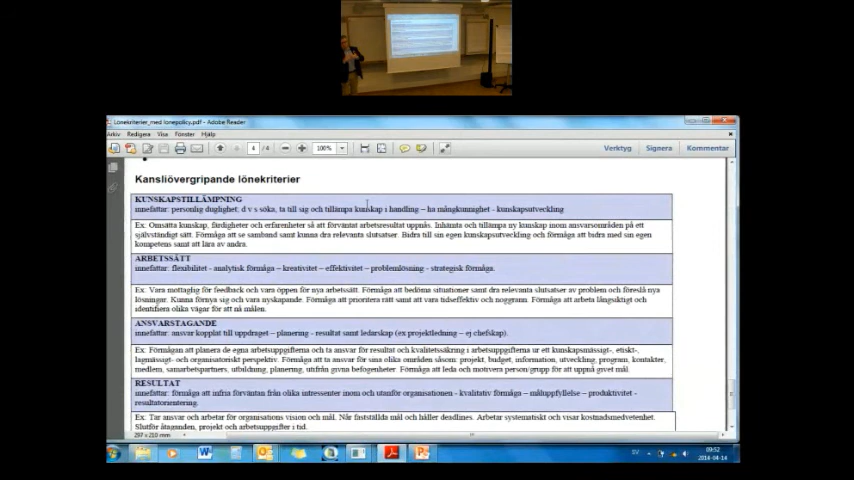 Lonekriterier_med lonepolicy.pdf - Adobe Reader
Arkiv Redigera Visa Fönster Hjälp
4 / 6 100% Verktyg Signera Kommentar
Kansliövergripande lönekriterier
KUNSKAPSTILLÄMPNING
innefattar: personlig duglighet, d v s söka, ta till sig och tillämpa kunskap i handling – ha mångkunnighet - kunskapsutveckling
Ex: Omsätta kunskap, färdigheter och erfarenheter så att förväntat arbetsresultat uppnås. Inhämta och tillämpa ny kunskap inom ansvarsområden på ett
självständigt sätt. Förmåga att se samband samt kunna dra relevanta slutsatser. Bidra till sin egen kunskapsutveckling och förmåga att bidra med sin egen
kompetens samt att lära av andra.
ARBETSSÄTT
innefattar: flexibilitet - analytisk förmåga – kreativitet – effektivitet – problemlösning - strategisk förmåga.
Ex: Vara mottaglig för feedback och vara öppen för nya arbetssätt. Förmåga att bedöma situationer samt dra relevanta slutsatser av problem och föreslå nya
lösningar. Kunna förnya sig och vara nyskapande. Förmåga att prioritera rätt samt att vara tidseffektiv och noggrann. Förmåga att arbeta långsiktigt och
identifiera olika vägar för att nå målen.
ANSVARSTAGANDE
innefattar: ansvar kopplat till uppdraget – planering - resultat samt ledarskap (ex projektledning – ej chefskap).
Ex: Förmågan att planera de egna arbetsuppgifterna och ta ansvar för resultat och kvalitetssäkring i arbetsuppgifterna ur ett kunskapsmässigt-, etiskt-,
lagmässigt- och organisatoriskt perspektiv. Förmåga att ta ansvar för sina olika områden såsom: projekt, budget, information, utveckling, program, kontakter,
medlem, samarbetspartners, utbildning, planering, utifrån givna befogenheter. Förmåga att leda och motivera person/grupp för att uppnå givet mål.
RESULTAT
innefattar: förmåga att infria förväntan från olika intressenter inom och utanför organisationen - kvalitativ förmåga – måluppfyllelse – produktivitet -
resultatorientering.
Ex: Tar ansvar och arbetar för organisations vision och mål. Når fastställda mål och håller deadlines. Arbetar systematiskt och visar kostnadsmedvetenhet.
Slutför åtaganden, projekt och arbetsuppgifter i tid.
297 x 210 mm
SV 09:52
2014-04-14